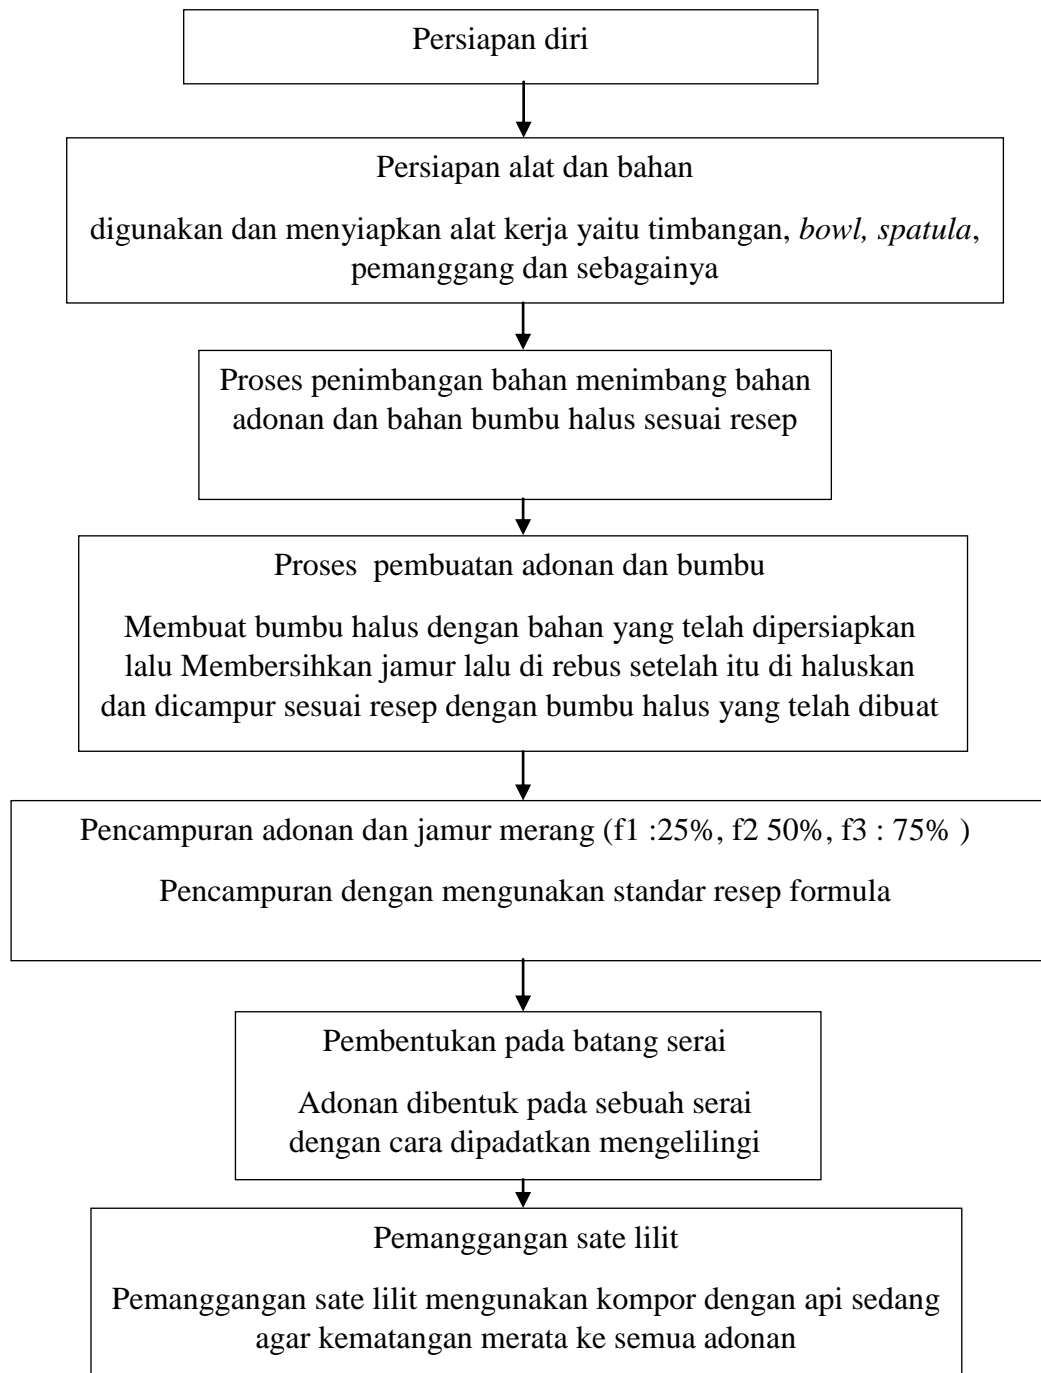 Persiapan diri
Persiapan alat dan bahan
digunakan dan menyiapkan alat kerja yaitu timbangan, bowl, spatula,
pemanggang dan sebagainya
Proses penimbangan bahan menimbang bahan
adonan dan bahan bumbu halus sesuai resep
Proses pembuatan adonan dan bumbu
Membuat bumbu halus dengan bahan yang telah dipersiapkan
lalu Membersihkan jamur lalu di rebus setelah itu di haluskan
dan dicampur sesuai resep dengan bumbu halus yang telah dibuat
Pencampuran adonan dan jamur merang (f1 :25%, f2 50%, f3 : 75% )
Pencampuran dengan mengunakan standar resep formula
Pembentukan pada batang serai
Adonan dibentuk pada sebuah serai
dengan cara dipadatkan mengelilingi
Pemanggangan sate lilit
Pemanggangan sate lilit mengunakan kompor dengan api sedang
agar kematangan merata ke semua adonan